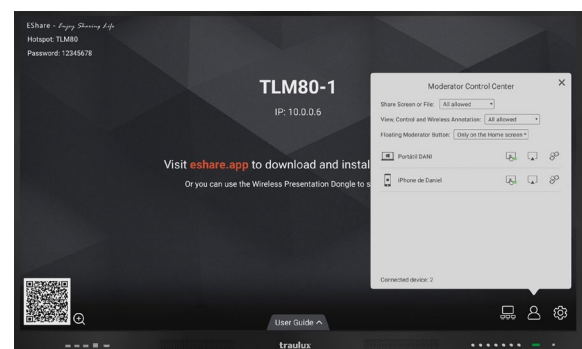 EShare - Enjoy Sharing Life
Hotspot: TLM80
Password: 12345678
TLM80-1
IP: 10.0.0.6
Visit eshare.app to download and instal
Or you can use the Wireless Presentation Dongle to s
Moderator Control Center
Share Screen or File: All allowed
View, Control and Wireless Annotation: All allowed
Floating Moderator Button: Only on the Home screen
Portátil DANI
iPhone de Daniel
Connected device: 2
User Guide
traulux